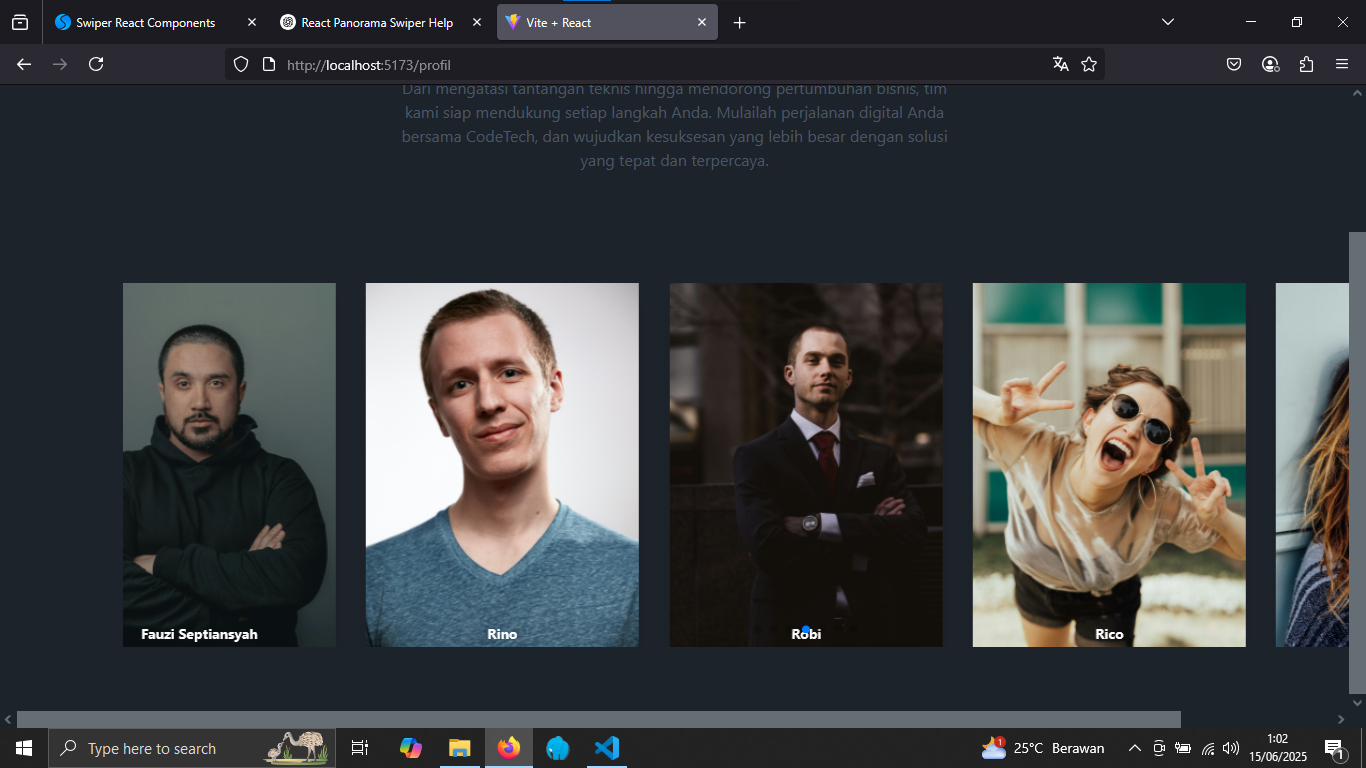 Swiper React Components
React Panorama Swiper Help
Vite + React
http://localhost:5173/profil
Dari mengatasi tantangan teknis hingga mendorong pertumbuhan bisnis, tim
kami siap mendukung setiap langkah Anda. Mulailah perjalanan digital Anda
bersama CodeTech, dan wujudkan kesuksesan yang lebih besar dengan solusi
yang tepat dan terpercaya.
Fauzi Septiansyah
Rino
Robi
Rico
Type here to search
1
25°C Berawan
1:02
15/06/2025
1